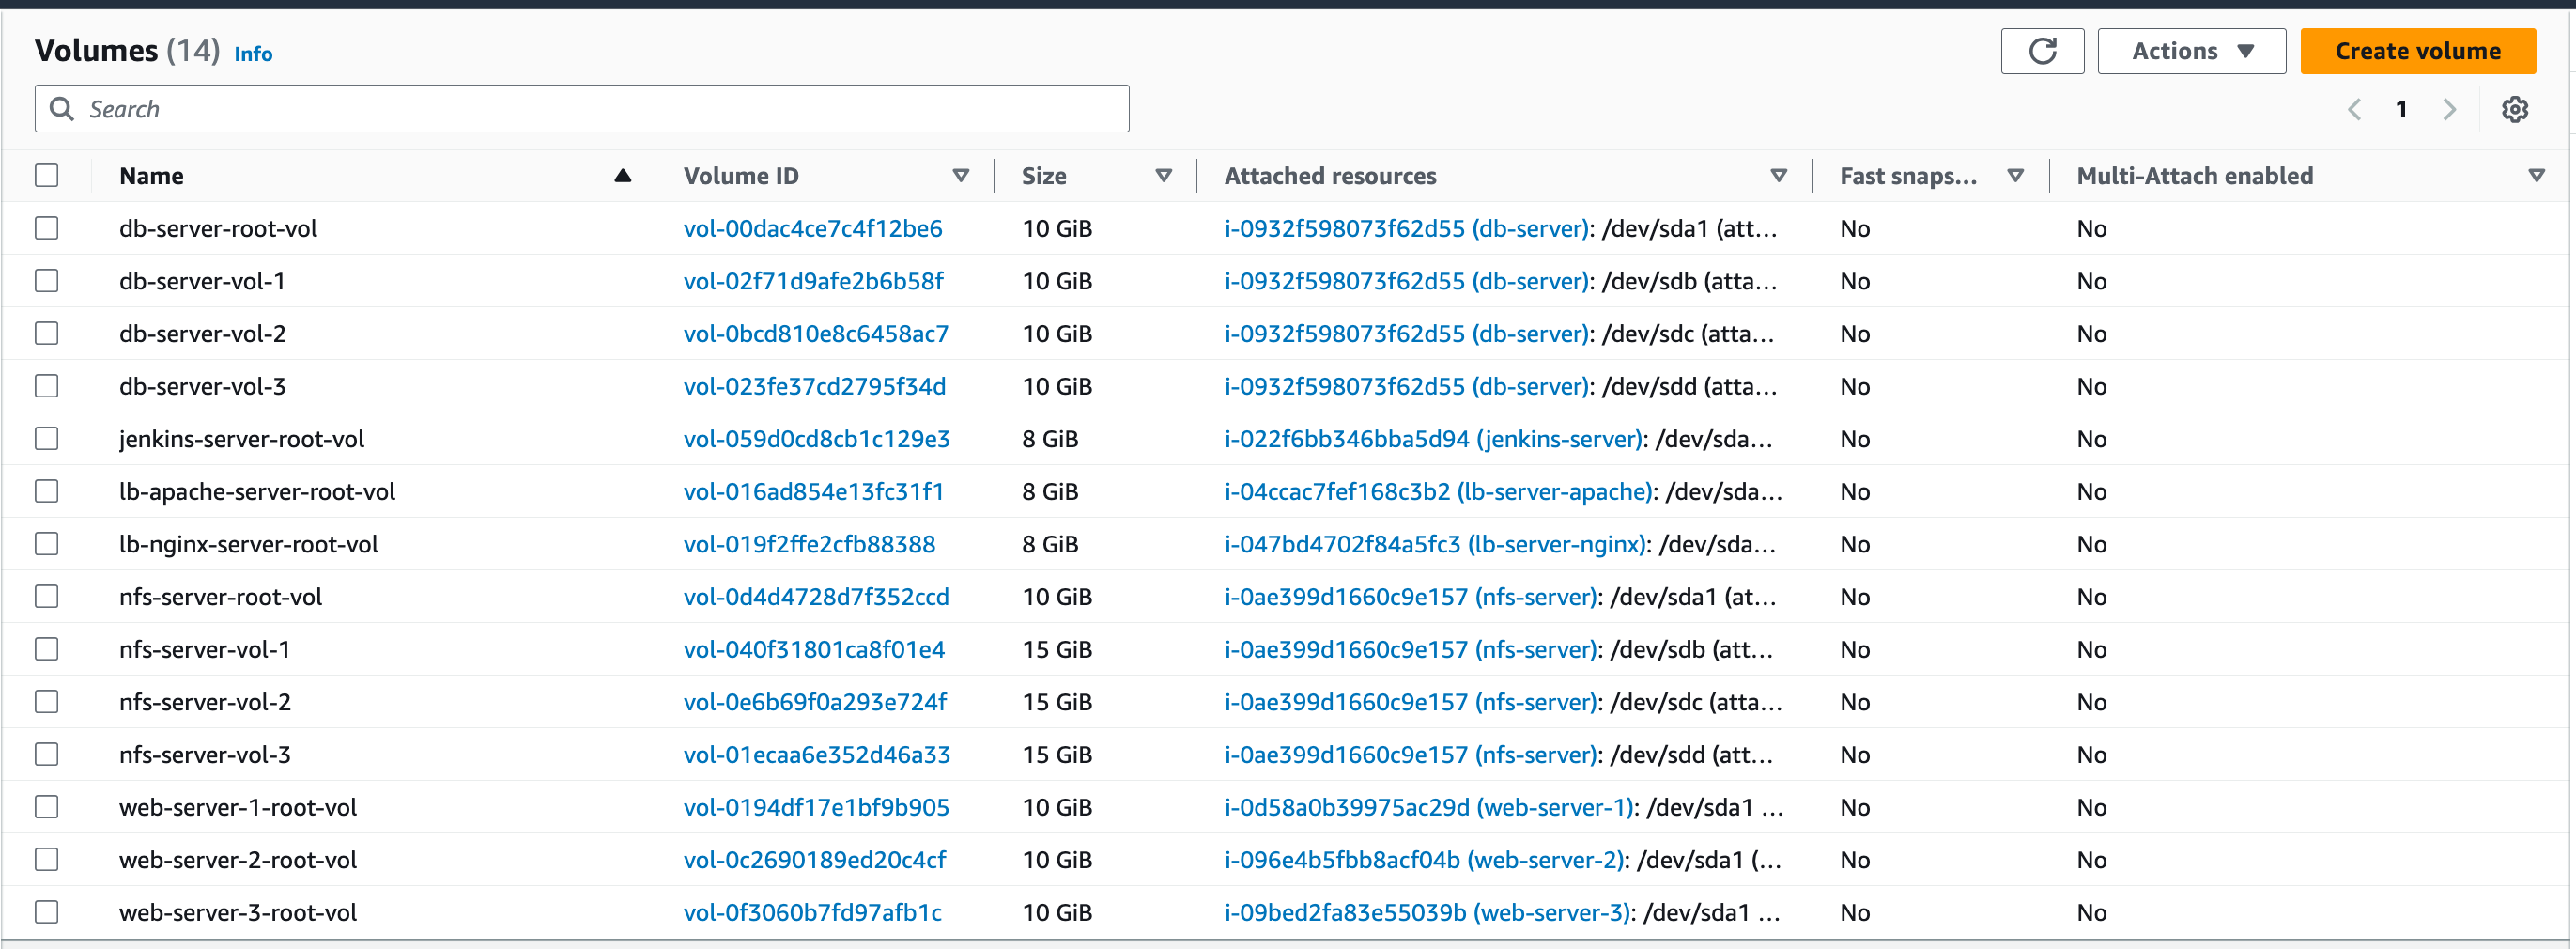 Volumes (14) Info
Actions
Create volume
Search
1
Name Volume ID Size Attached resources Fast snaps... Multi-Attach enabled
db-server-root-vol vol-00dac4ce7c4f12be6 10 GiB i-0932f598073f62d55 (db-server): /dev/sda1 (att... No No
db-server-vol-1 vol-02f71d9afe2b6b58f 10 GiB i-0932f598073f62d55 (db-server): /dev/sdb (atta... No No
db-server-vol-2 vol-0bcd810e8c6458ac7 10 GiB i-0932f598073f62d55 (db-server): /dev/sdc (atta... No No
db-server-vol-3 vol-023fe37cd2795f34d 10 GiB i-0932f598073f62d55 (db-server): /dev/sdd (atta... No No
jenkins-server-root-vol vol-059d0cd8cb1c129e3 8 GiB i-022f6bb346bba5d94 (jenkins-server): /dev/sda... No No
lb-apache-server-root-vol vol-016ad854e13fc31f1 8 GiB i-04ccac7fef168c3b2 (lb-server-apache): /dev/sda... No No
lb-nginx-server-root-vol vol-019f2ffe2cfb88388 8 GiB i-047bd4702f84a5fc3 (lb-server-nginx): /dev/sda... No No
nfs-server-root-vol vol-0d4d4728d7f352ccd 10 GiB i-0ae399d1660c9e157 (nfs-server): /dev/sda1 (at... No No
nfs-server-vol-1 vol-040f31801ca8f01e4 15 GiB i-0ae399d1660c9e157 (nfs-server): /dev/sdb (att... No No
nfs-server-vol-2 vol-0e6b69f0a293e724f 15 GiB i-0ae399d1660c9e157 (nfs-server): /dev/sdc (atta... No No
nfs-server-vol-3 vol-01ecaa6e352d46a33 15 GiB i-0ae399d1660c9e157 (nfs-server): /dev/sdd (att... No No
web-server-1-root-vol vol-0194df17e1bf9b905 10 GiB i-0d58a0b39975ac29d (web-server-1): /dev/sda1 ... No No
web-server-2-root-vol vol-0c2690189ed20c4cf 10 GiB i-096e4b5fbb8acf04b (web-server-2): /dev/sda1 (... No No
web-server-3-root-vol vol-0f3060b7fd97afb1c 10 GiB i-09bed2fa83e55039b (web-server-3): /dev/sda1 ... No No